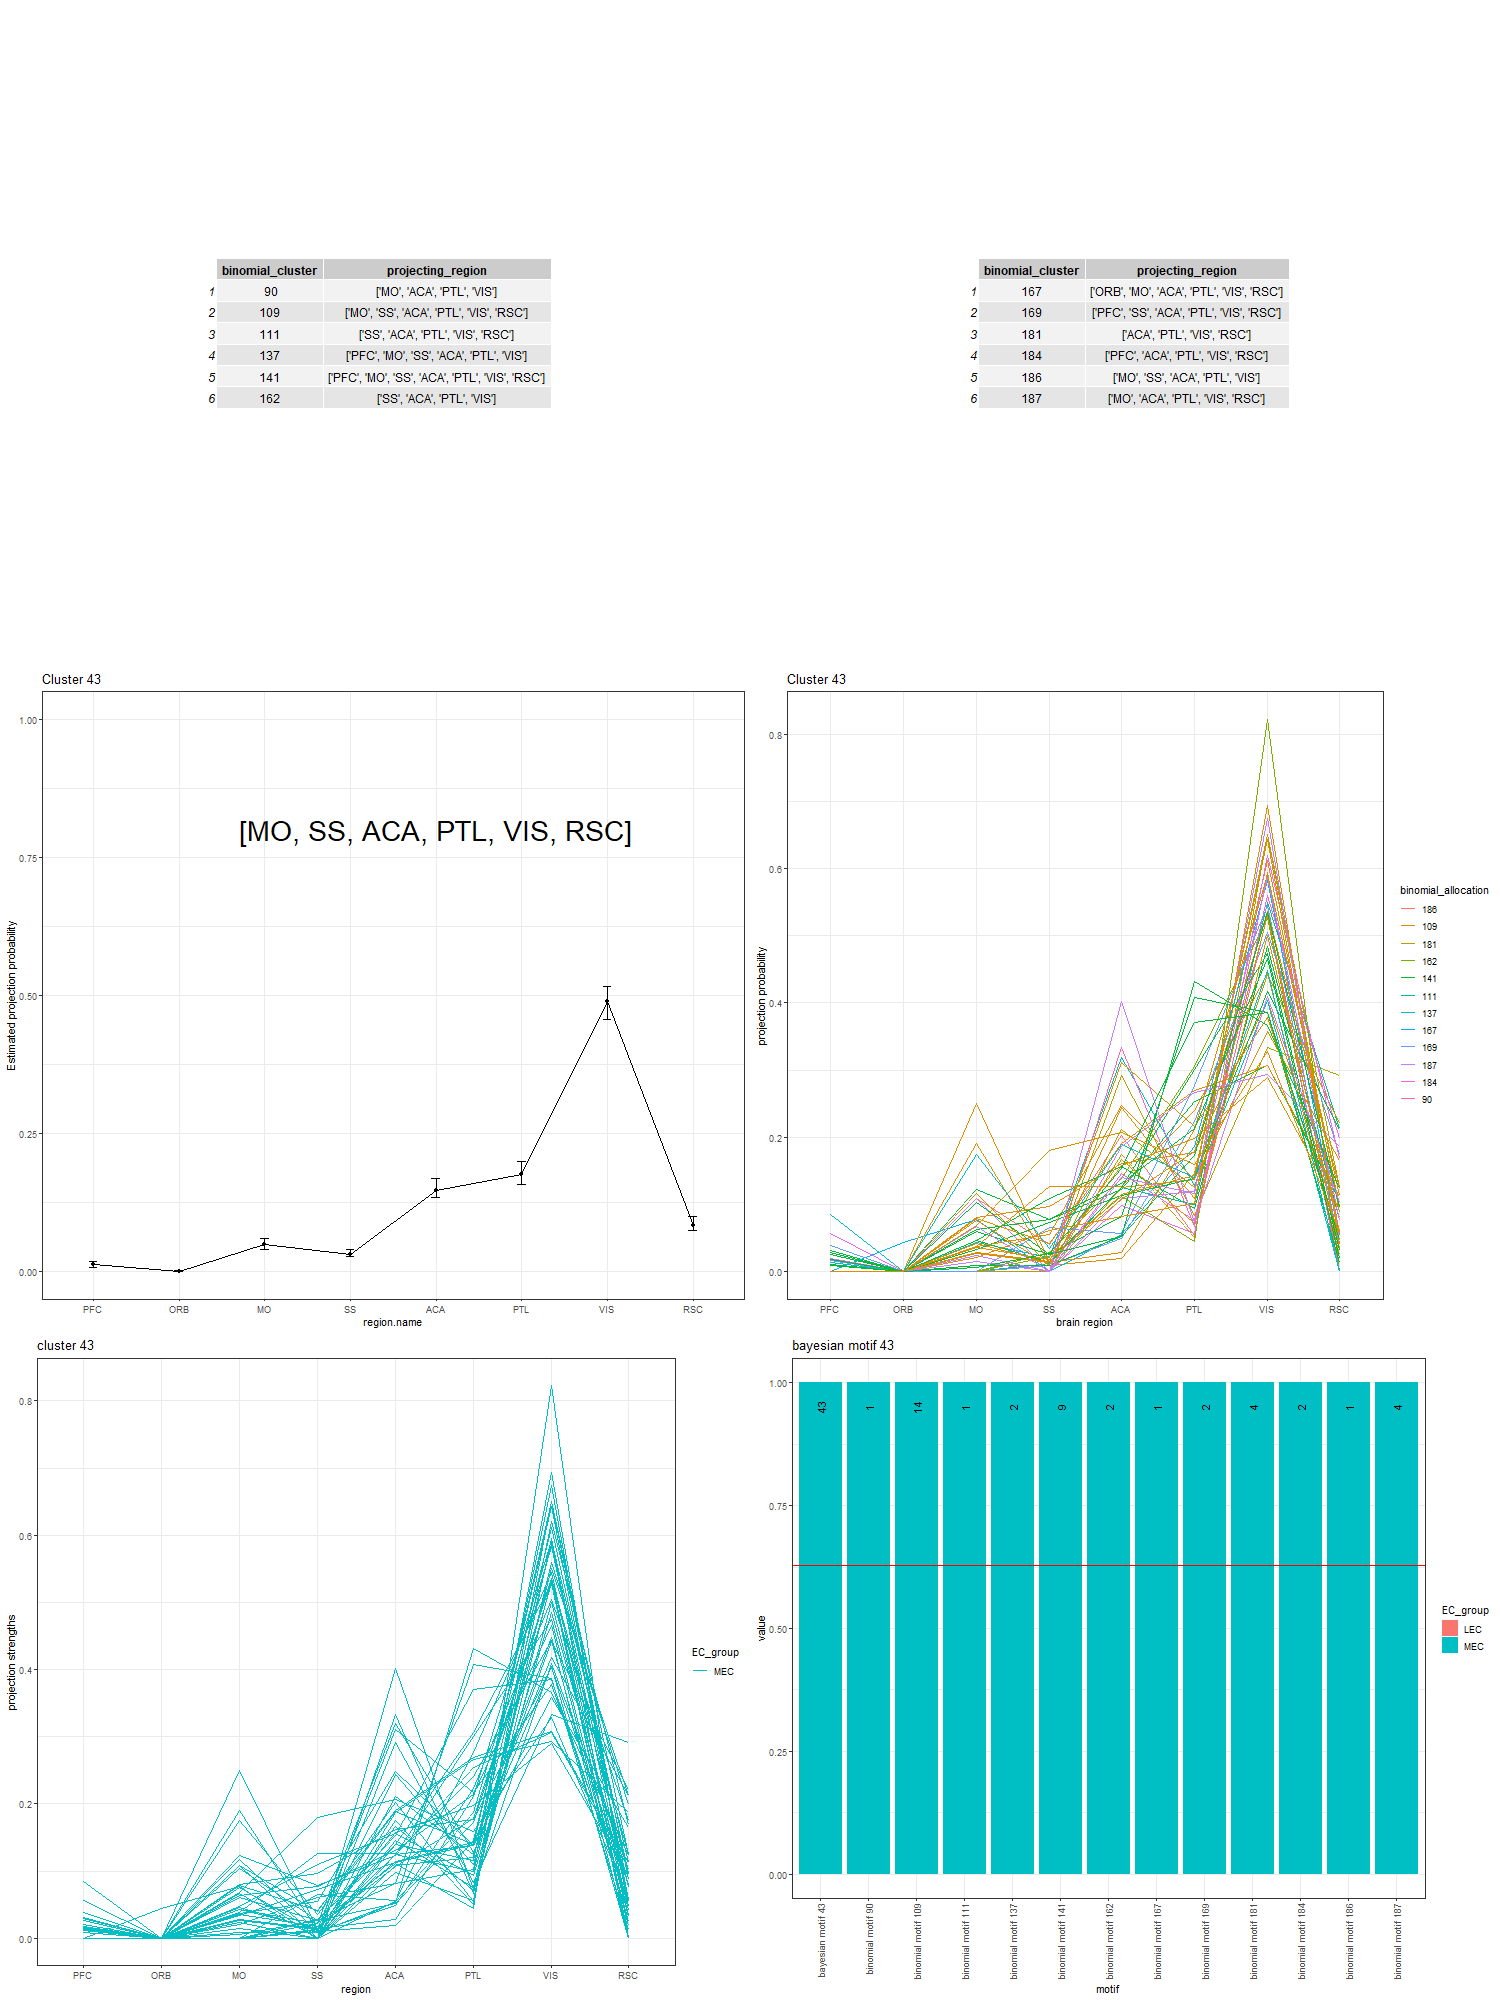 binomial_cluster projecting_region
1 90 ['MO', 'ACA', 'PTL', 'VIS']
2 109 ['MO', 'SS', 'ACA', 'PTL', 'VIS', 'RSC']
3 111 ['SS', 'ACA', 'PTL', 'VIS', 'RSC']
4 137 ['PFC', 'MO', 'SS', 'ACA', 'PTL', 'VIS']
5 141 ['PFC', 'MO', 'SS', 'ACA', 'PTL', 'VIS', 'RSC']
6 162 ['SS', 'ACA', 'PTL', 'VIS']
binomial_cluster projecting_region
1 167 ['ORB', 'MO', 'ACA', 'PTL', 'VIS', 'RSC']
2 169 ['PFC', 'SS', 'ACA', 'PTL', 'VIS', 'RSC']
3 181 ['ACA', 'PTL', 'VIS', 'RSC']
4 184 ['PFC', 'ACA', 'PTL', 'VIS', 'RSC']
5 186 ['MO', 'SS', 'ACA', 'PTL', 'VIS']
6 187 ['MO', 'ACA', 'PTL', 'VIS', 'RSC']
Cluster 43
Estimated projection probability
1.00
0.75
0.50
0.25
0.00
[MO, SS, ACA, PTL, VIS, RSC]
PFC ORB MO SS ACA PTL VIS RSC
region.name
Cluster 43
projection probability
0.8
0.6
0.4
0.2
0.0
PFC ORB MO SS ACA PTL VIS RSC
brain region
binomial_allocation
186
109
181
162
141
111
137
167
169
187
184
90
cluster 43
projection strengths
0.8
0.6
0.4
0.2
0.0
PFC ORB MO SS ACA PTL VIS RSC
region
EC_group
MEC
bayesian motif 43
value
1.00
0.75
0.50
0.25
0.00
43 1 14 1 2 9 2 1 2 4 2 1 4
bayesian motif 43
binomial motif 90
binomial motif 109
binomial motif 111
binomial motif 137
binomial motif 141
binomial motif 162
binomial motif 167
binomial motif 169
binomial motif 181
binomial motif 184
binomial motif 186
binomial motif 187
motif
EC_group
LEC
MEC